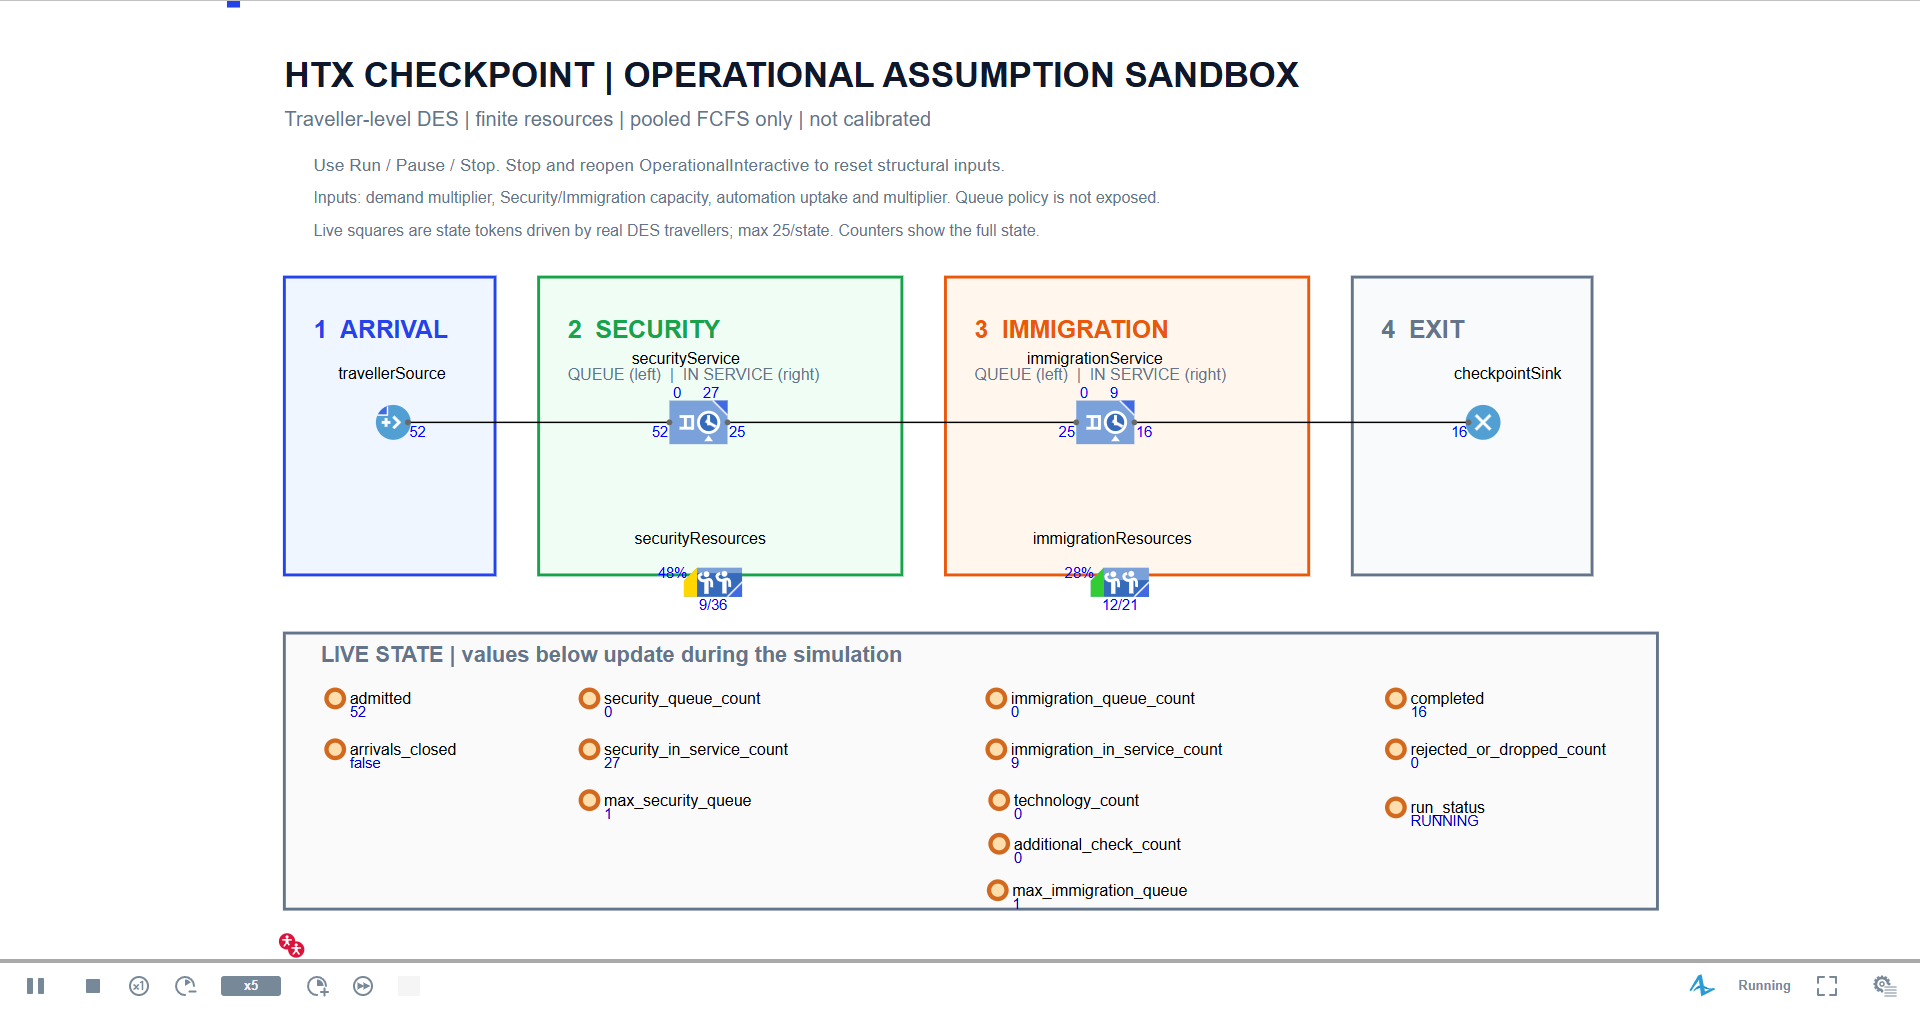 HTX CHECKPOINT | OPERATIONAL ASSUMPTION SANDBOX
Traveller-level DES | finite resources | pooled FCFS only | not calibrated
Use Run / Pause / Stop. Stop and reopen OperationalInteractive to reset structural inputs.
Inputs: demand multiplier, Security/Immigration capacity, automation uptake and multiplier. Queue policy is not exposed.
Live squares are state tokens driven by real DES travellers; max 25/state. Counters show the full state.
1 ARRIVAL
travellerSource
52
2 SECURITY
securityService
QUEUE (left) | IN SERVICE (right)
0 27
52 25
securityResources
48%
9/36
3 IMMIGRATION
immigrationService
QUEUE (left) | IN SERVICE (right)
0 9
25 16
immigrationResources
28%
12/21
4 EXIT
checkpointSink
16
LIVE STATE | values below update during the simulation
admitted
52
arrivals_closed
false
security_queue_count
0
security_in_service_count
27
max_security_queue
1
immigration_queue_count
0
immigration_in_service_count
9
technology_count
0
additional_check_count
0
max_immigration_queue
1
completed
16
rejected_or_dropped_count
0
run_status
RUNNING
x1
x5
Running